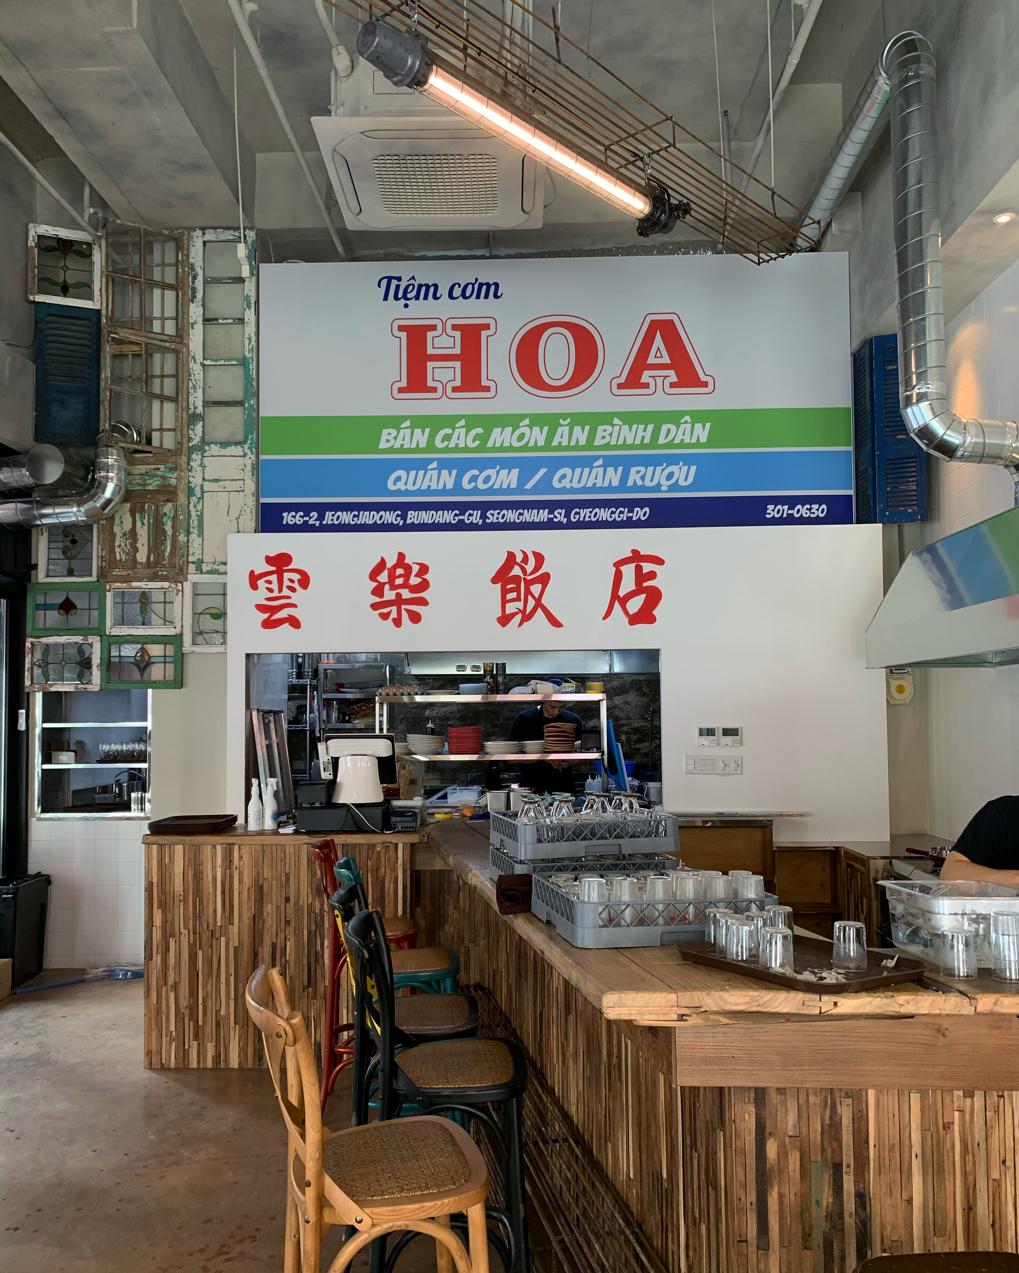 Tiệm cơm
HOA
BÁN CÁC MÓN ĂN BÌNH DÂN
QUÁN CƠM / QUÁN RƯỢU
166-2, JEONGJADONG, BUNDANG-GU, SEONGNAM-SI, GYEONGGI-DO 301-0630
雲樂飯店